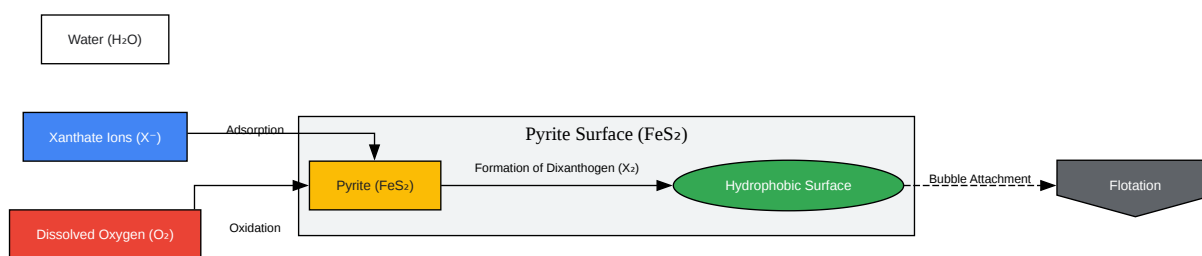 Water (H₂O)
Xanthate Ions (X⁻)
Adsorption
Pyrite Surface (FeS₂)
Pyrite (FeS₂)
Formation of Dixanthogen (X₂)
Hydrophobic Surface
Bubble Attachment
Flotation
Dissolved Oxygen (O₂)
Oxidation